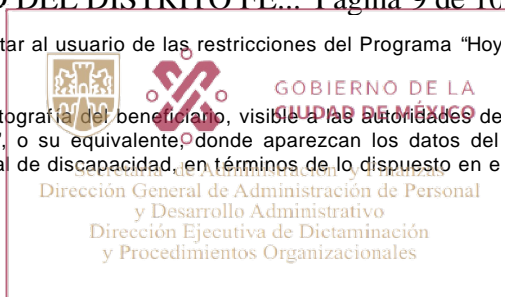 O DEL DISTRITO FE... Página 9 de 10
tar al usuario de las restricciones del Programa “Hoy
GOBIERNO DE LA
CIUDAD DE MÉXICO
tografía del beneficiario, visible a las autoridades de
”, o su equivalente, donde aparezcan los datos del
l de discapacidad, en términos de lo dispuesto en e
Secretaría de Administración y Finanzas
Dirección General de Administración de Personal
y Desarrollo Administrativo
Dirección Ejecutiva de Dictaminación
y Procedimientos Organizacionales